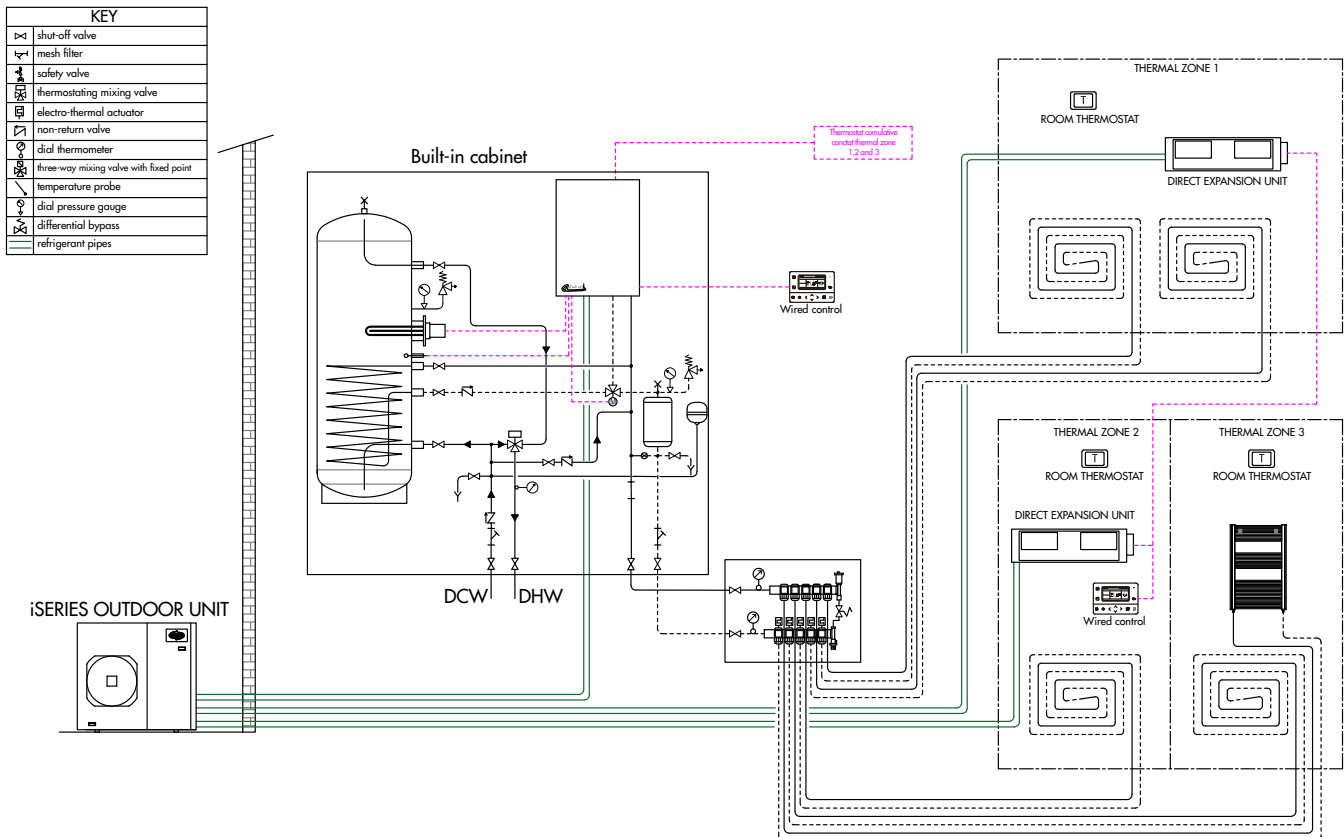 KEY
shut-off valve
mesh filter
safety valve
thermostating mixing valve
electro-thermal actuator
non-return valve
dial thermometer
three-way mixing valve with fixed point
temperature probe
dial pressure gauge
differential bypass
refrigerant pipes
Built-in cabinet
Thermostat cumulative
contact thermal zone
1,2 and 3
Wired control
M
DCW
DHW
iSERIES OUTDOOR UNIT
THERMAL ZONE 1
T
ROOM THERMOSTAT
DIRECT EXPANSION UNIT
THERMAL ZONE 2
T
ROOM THERMOSTAT
DIRECT EXPANSION UNIT
Wired control
THERMAL ZONE 3
T
ROOM THERMOSTAT